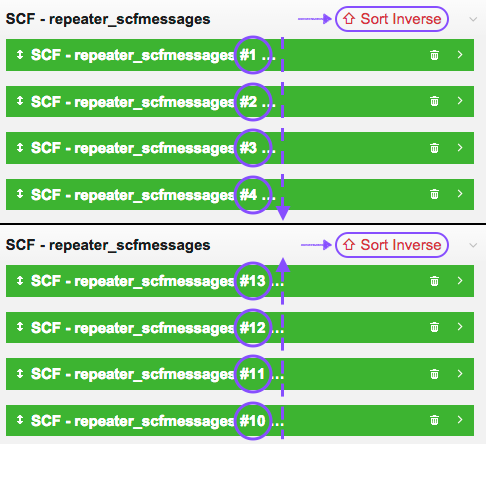 SCF - repeater_scfmessages Sort Inverse
SCF - repeater_scfmessages #1 ...
SCF - repeater_scfmessages #2 ...
SCF - repeater_scfmessages #3 ...
SCF - repeater_scfmessages #4 ...
SCF - repeater_scfmessages Sort Inverse
SCF - repeater_scfmessages #13 ...
SCF - repeater_scfmessages #12 ...
SCF - repeater_scfmessages #11 ...
SCF - repeater_scfmessages #10 ...